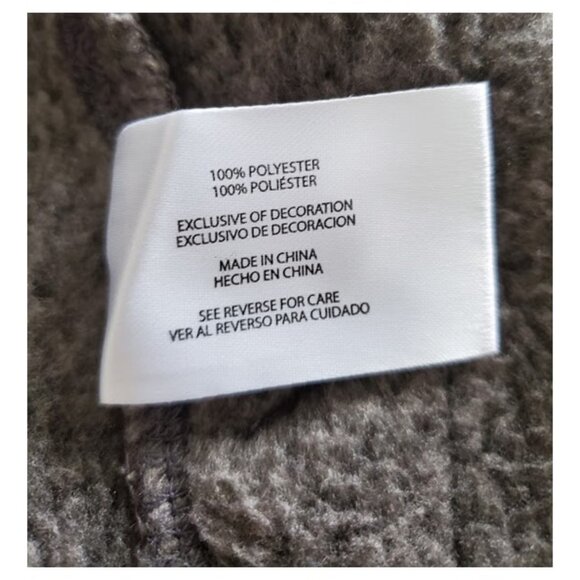 100% POLYESTER
100% POLIÉSTER
EXCLUSIVE OF DECORATION
EXCLUSIVO DE DECORACION
MADE IN CHINA
HECHO EN CHINA
SEE REVERSE FOR CARE
VER AL REVERSO PARA CUIDADO